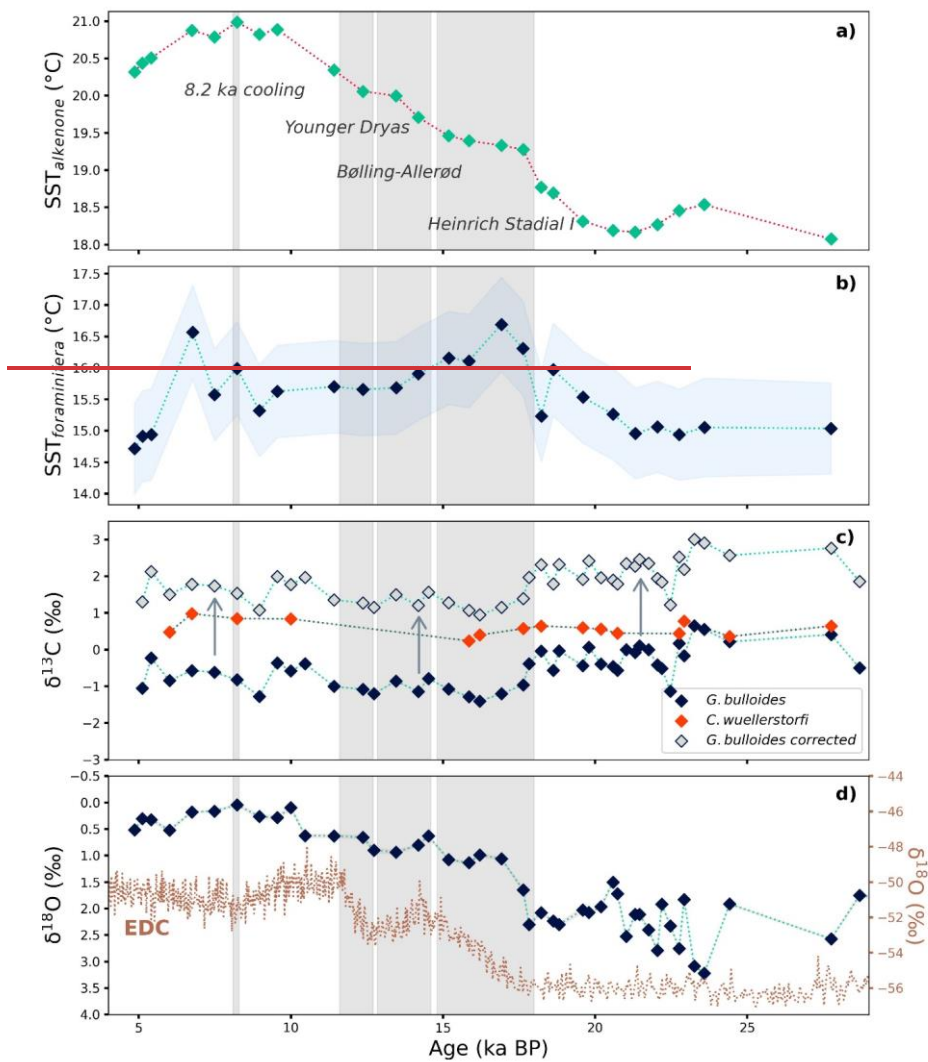 a)
SSTalkenone (°C)
21.0
20.5
20.0
19.5
19.0
18.5
18.0
8.2 ka cooling
Younger Dryas
Bølling-Allerød
Heinrich Stadial I
b)
SSTforaminifera (°C)
17.5
17.0
16.5
16.0
15.5
15.0
14.5
14.0
c)
δ13C (‰)
3
2
1
0
−1
−2
−3
G. bulloides
C. wuellerstorfi
G. bulloides corrected
d)
δ18O (‰)
−0.5
0.0
0.5
1.0
1.5
2.0
2.5
3.0
3.5
4.0
EDC
−44
−46
−48
−50
−52
−54
−56
δ18O (‰)
5
10
15
20
25
Age (ka BP)